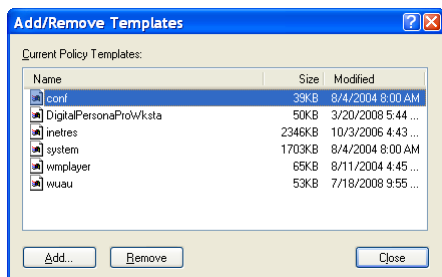 Add/Remove Templates
Current Policy Templates:
Name Size Modified
conf 39KB 8/4/2004 8:00 AM
DigitalPersonaProWksta 50KB 3/20/2008 5:44 ...
inetres 2346KB 10/3/2006 4:43 ...
system 1703KB 8/4/2004 8:00 AM
wmplayer 65KB 8/11/2004 4:45 ...
wuau 53KB 7/18/2008 9:55 ...
Add... Remove Close